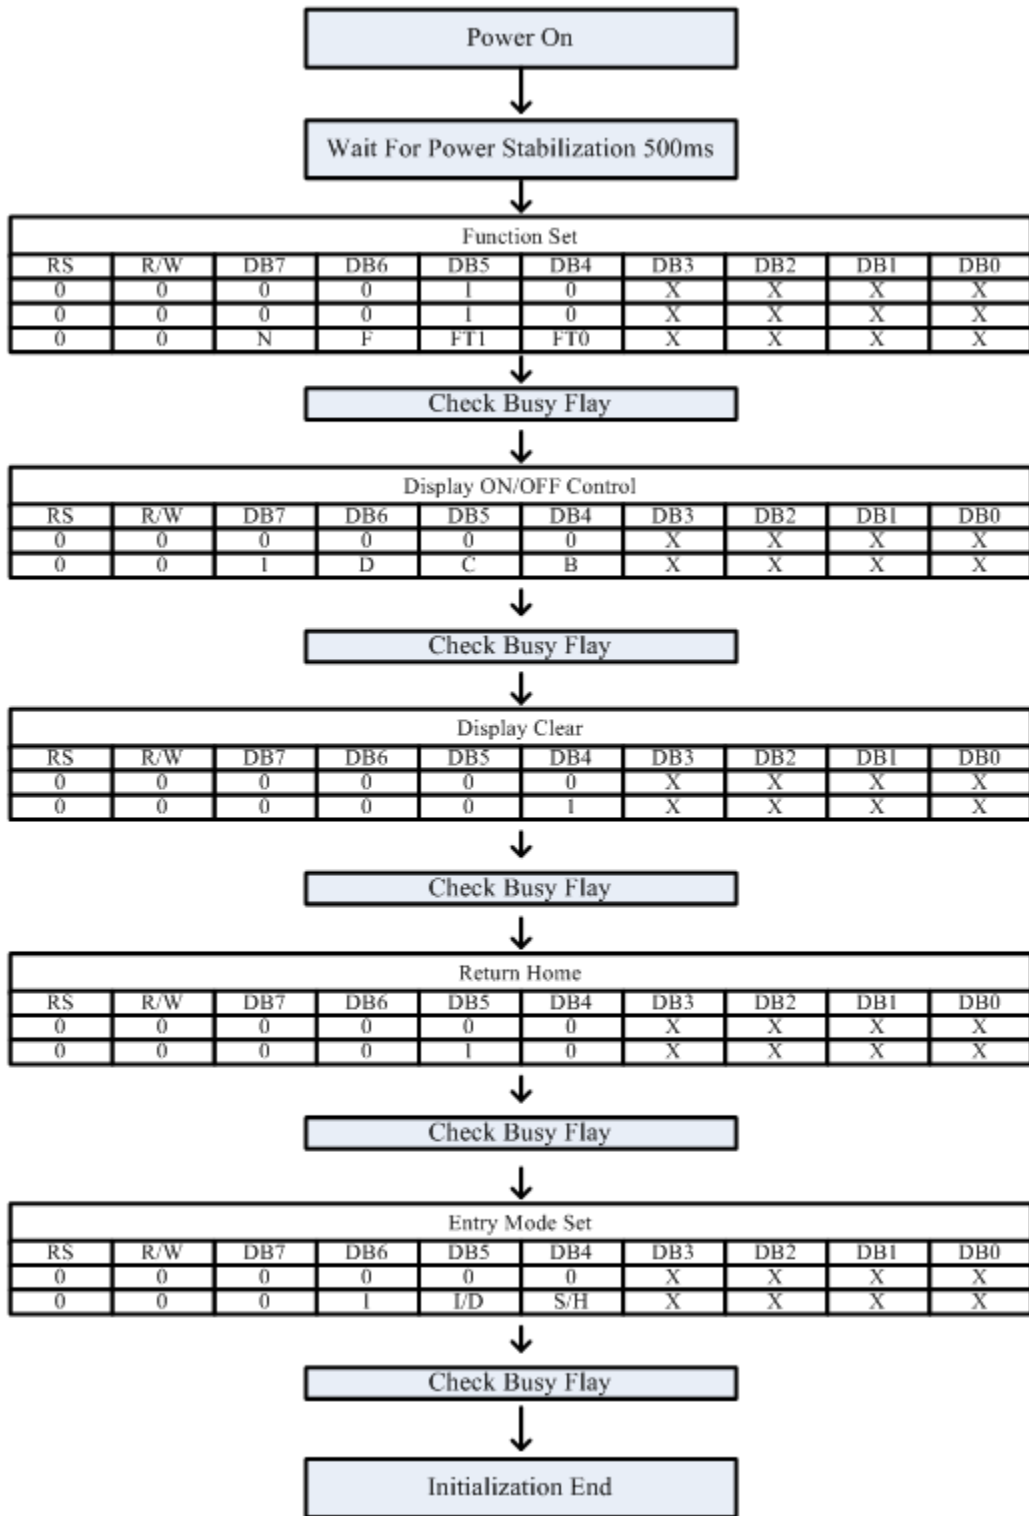 Power On
Wait For Power Stabilization 500ms
Function Set
RS R/W DB7 DB6 DB5 DB4 DB3 DB2 DB1 DB0
0 0 0 0 1 0 X X X X
0 0 0 0 1 0 X X X X
0 0 N F FT1 FT0 X X X X
Check Busy Flay
Display ON/OFF Control
RS R/W DB7 DB6 DB5 DB4 DB3 DB2 DB1 DB0
0 0 0 0 0 0 X X X X
0 0 1 D C B X X X X
Check Busy Flay
Display Clear
RS R/W DB7 DB6 DB5 DB4 DB3 DB2 DB1 DB0
0 0 0 0 0 0 X X X X
0 0 0 0 0 1 X X X X
Check Busy Flay
Return Home
RS R/W DB7 DB6 DB5 DB4 DB3 DB2 DB1 DB0
0 0 0 0 0 0 X X X X
0 0 0 0 1 0 X X X X
Check Busy Flay
Entry Mode Set
RS R/W DB7 DB6 DB5 DB4 DB3 DB2 DB1 DB0
0 0 0 0 0 0 X X X X
0 0 0 1 I/D S/H X X X X
Check Busy Flay
Initialization End